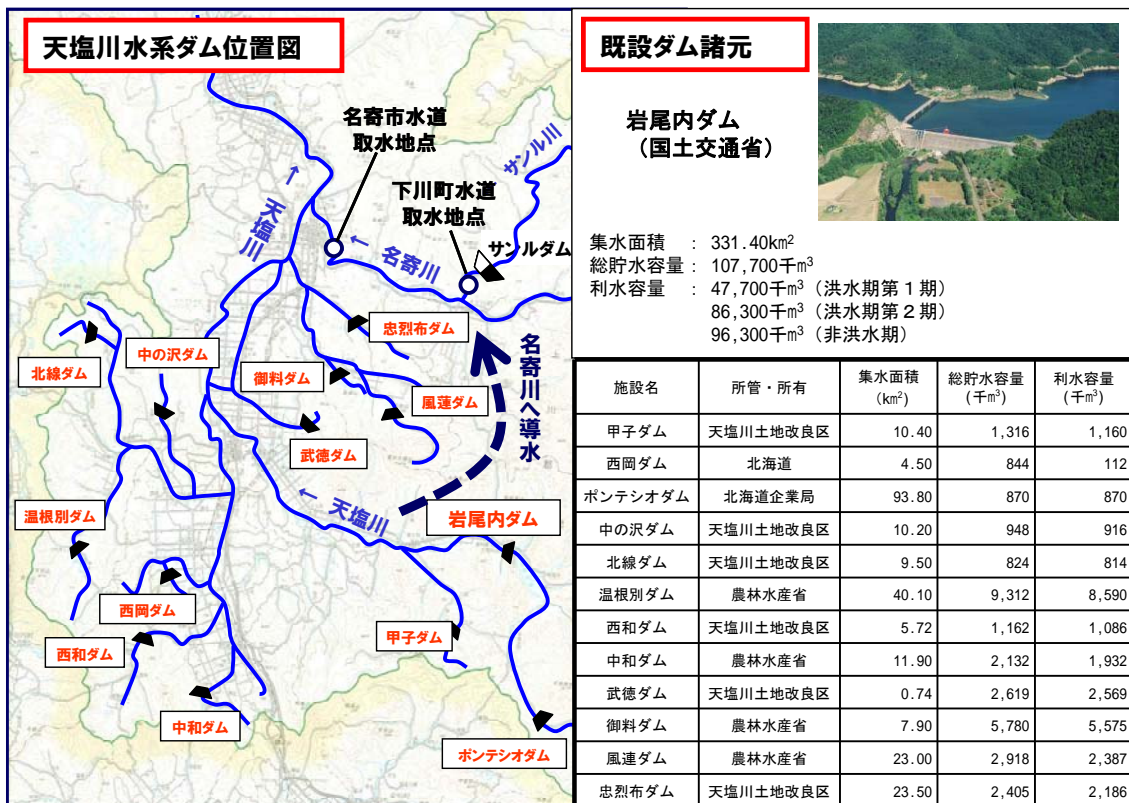 天塩川水系ダム位置図
名寄市水道
取水地点
下川町水道
取水地点
サンル川
サンルダム
← 名寄川
← 天塩川
忠烈布ダム
北線ダム
中の沢ダム
御料ダム
風蓮ダム
武徳ダム
名寄川へ導水
← 天塩川
岩尾内ダム
温根別ダム
西岡ダム
西和ダム
甲子ダム
中和ダム
ポンテシオダム
既設ダム諸元
岩尾内ダム
（国土交通省）
集水面積 : 331.40km²
総貯水容量 : 107,700千m³
利水容量 : 47,700千m³ (洪水期第1期)
86,300千m³ (洪水期第2期)
96,300千m³ (非洪水期)
施設名 所管・所有 集水面積 (km²) 総貯水容量 (千m³) 利水容量 (千m³)
甲子ダム 天塩川土地改良区 10.40 1,316 1,160
西岡ダム 北海道 4.50 844 112
ポンテシオダム 北海道企業局 93.80 870 870
中の沢ダム 天塩川土地改良区 10.20 948 916
北線ダム 天塩川土地改良区 9.50 824 814
温根別ダム 農林水産省 40.10 9,312 8,590
西和ダム 天塩川土地改良区 5.72 1,162 1,086
中和ダム 農林水産省 11.90 2,132 1,932
武徳ダム 天塩川土地改良区 0.74 2,619 2,569
御料ダム 農林水産省 7.90 5,780 5,575
風連ダム 農林水産省 23.00 2,918 2,387
忠烈布ダム 天塩川土地改良区 23.50 2,405 2,186